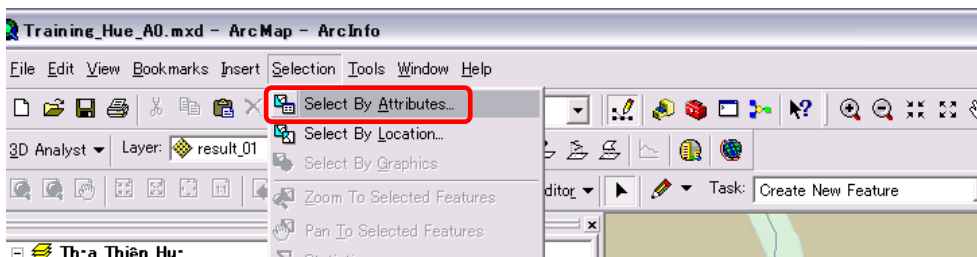 Training_Hue_A0.mxd - ArcMap - ArcInfo
File Edit View Bookmarks Insert Selection Tools Window Help
Select By Attributes...
Select By Location...
3D Analyst Layer: result_01
Select By Graphics
Zoom To Selected Features
Editor Task: Create New Feature
Pan To Selected Features